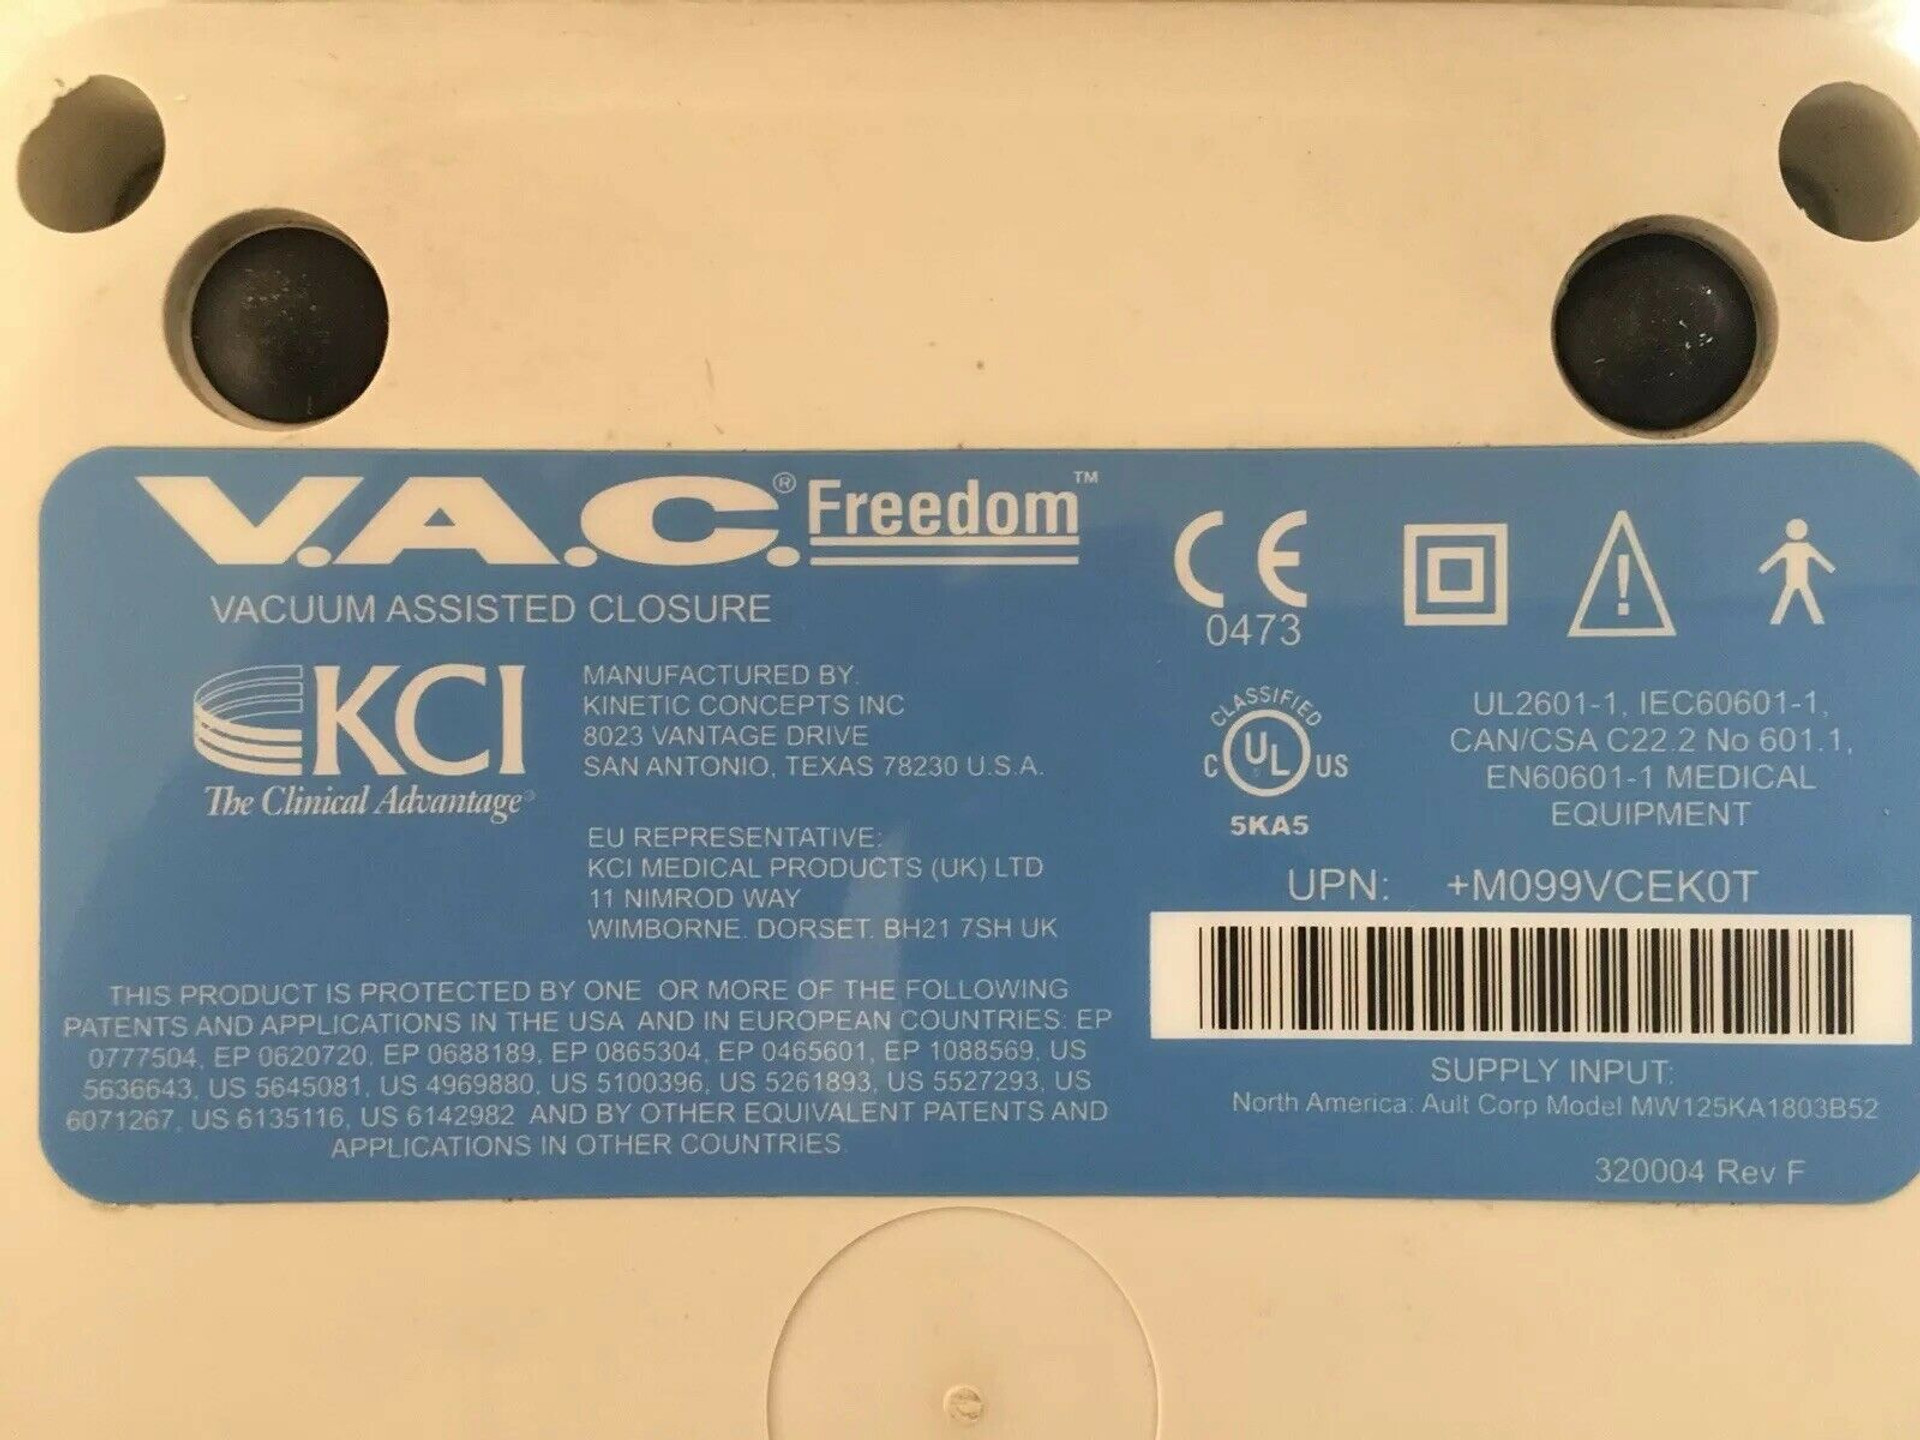 V.A.C.® Freedom™
VACUUM ASSISTED CLOSURE
KCI
The Clinical Advantage
MANUFACTURED BY:
KINETIC CONCEPTS INC
8023 VANTAGE DRIVE
SAN ANTONIO, TEXAS 78230 U.S.A.
EU REPRESENTATIVE:
KCI MEDICAL PRODUCTS (UK) LTD
11 NIMROD WAY
WIMBORNE. DORSET. BH21 7SH UK
THIS PRODUCT IS PROTECTED BY ONE OR MORE OF THE FOLLOWING
PATENTS AND APPLICATIONS IN THE USA AND IN EUROPEAN COUNTRIES: EP
0777504, EP 0620720, EP 0688189, EP 0865304, EP 0465601, EP 1088569, US
5636643, US 5645081, US 4969880, US 5100396, US 5261893, US 5527293, US
6071267, US 6135116, US 6142982 AND BY OTHER EQUIVALENT PATENTS AND
APPLICATIONS IN OTHER COUNTRIES.
CE
0473
!
CLASSIFIED
C UL US
5KA5
UL2601-1, IEC60601-1,
CAN/CSA C22.2 No 601.1,
EN60601-1 MEDICAL
EQUIPMENT
UPN: +M099VCEK0T
SUPPLY INPUT:
North America: Ault Corp Model MW125KA1803B52
320004 Rev F